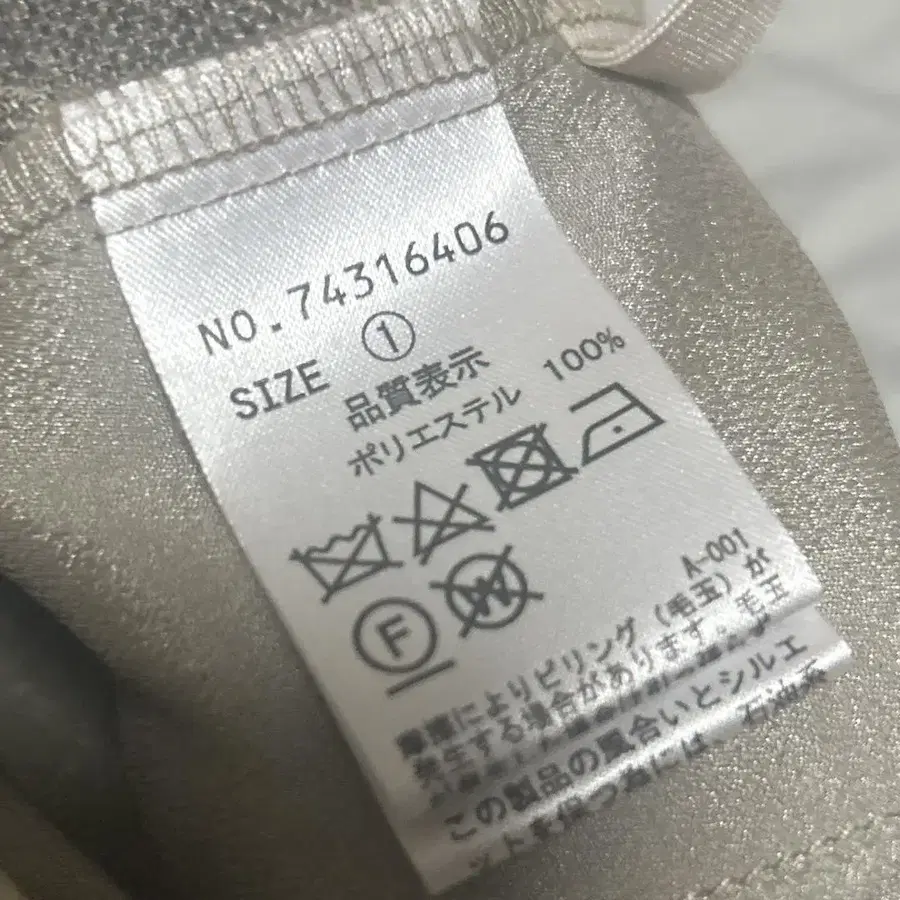 NO.74316406
SIZE ①
品質表示
ポリエステル 100%
F W
A-001
摩擦によりピリング(毛玉)が
発生する場合があります。毛玉
この製品の風合いとシルエ
ットを保つ為には、石油系